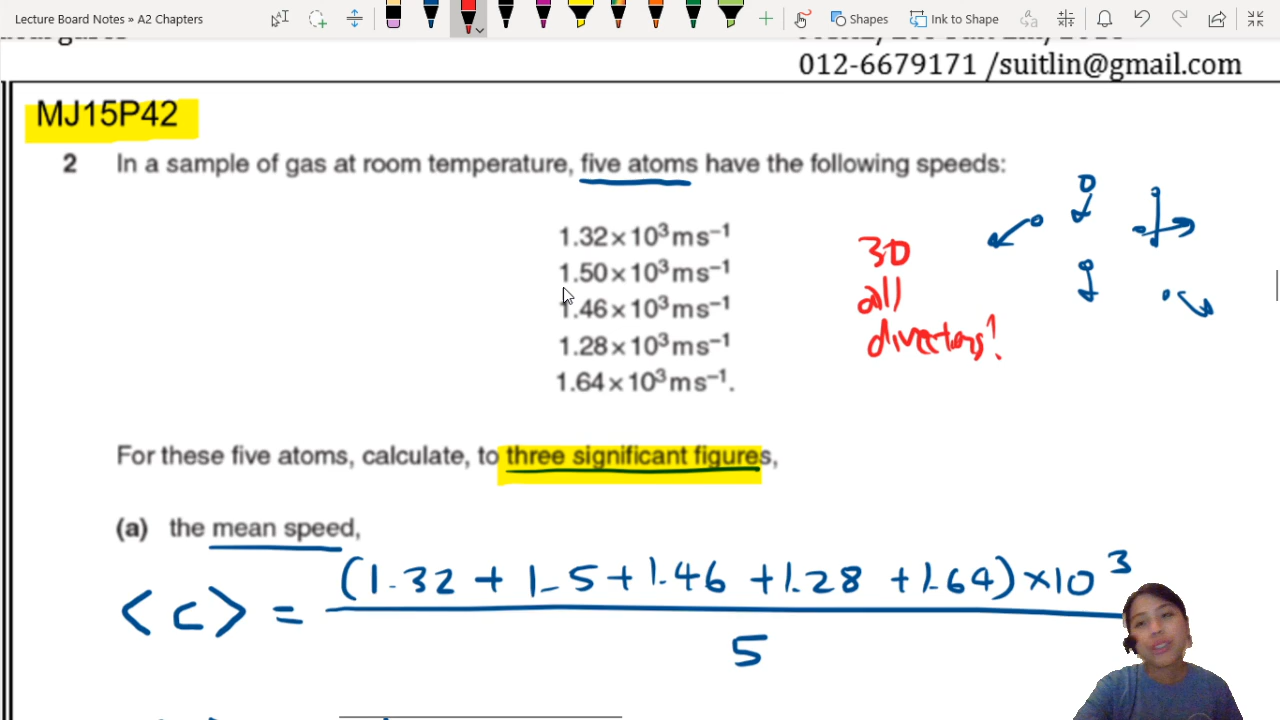 Lecture Board Notes » A2 Chapters
Shapes
Ink to Shape
012-6679171 /suitlin@gmail.com
MJ15P42
2 In a sample of gas at room temperature, five atoms have the following speeds:
1.32×10³ms⁻¹
1.50×10³ms⁻¹
1.46×10³ms⁻¹
1.28×10³ms⁻¹
1.64×10³ms⁻¹.
3D
all
directions!
For these five atoms, calculate, to three significant figures,
(a) the mean speed,
<c> = (1.32 + 1.5 + 1.46 + 1.28 + 1.64) × 10³
5